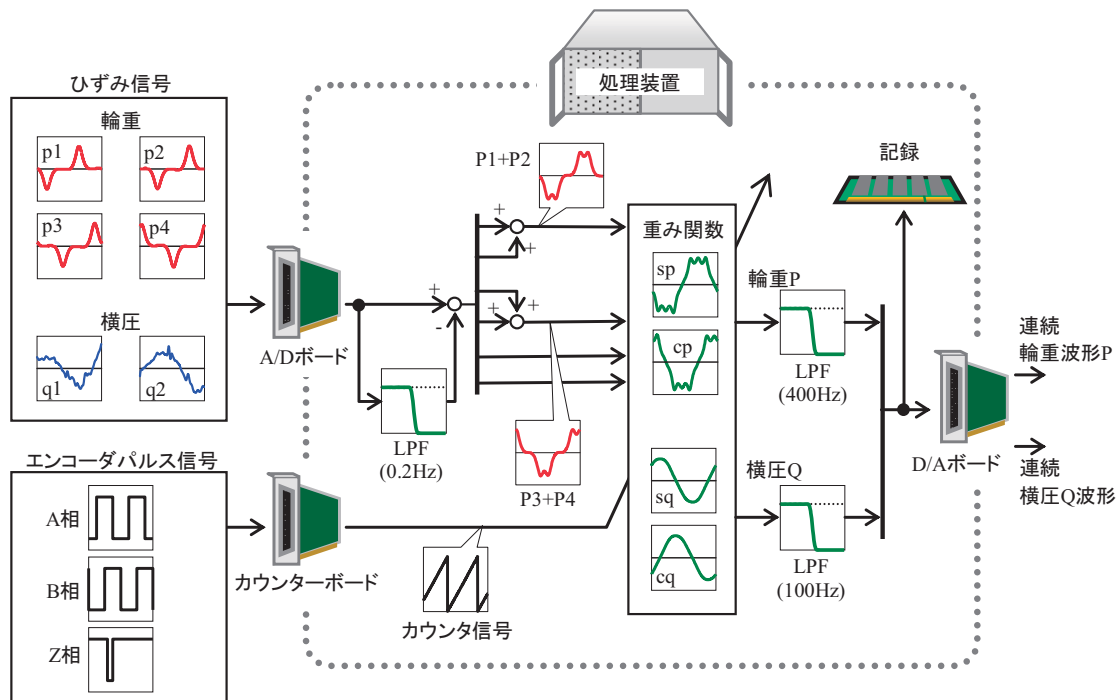 処理装置
ひずみ信号
輪重
p1
p2
p3
p4
横圧
q1
q2
A/Dボード
+
-
LPF
(0.2Hz)
P1+P2
+
+
+
+
P3+P4
重み関数
sp
cp
sq
cq
輪重P
LPF
(400Hz)
横圧Q
LPF
(100Hz)
記録
D/Aボード
連続
輪重波形P
連続
横圧Q波形
エンコーダパルス信号
A相
B相
Z相
カウンターボード
カウンタ信号